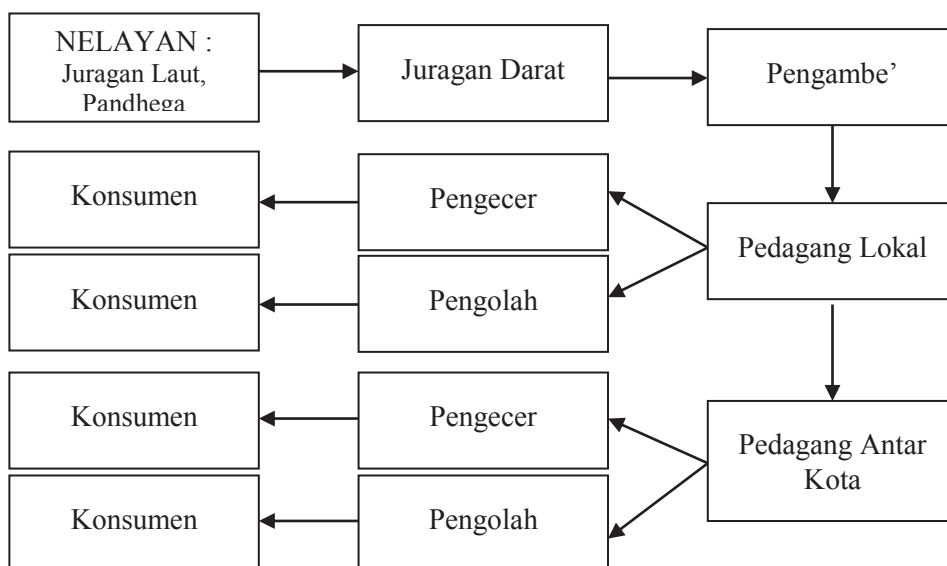 NELAYAN :
Juragan Laut,
Pandhega
Juragan Darat
Pengambe’
Konsumen
Pengecer
Pedagang Lokal
Konsumen
Pengolah
Konsumen
Pengecer
Pedagang Antar
Kota
Konsumen
Pengolah